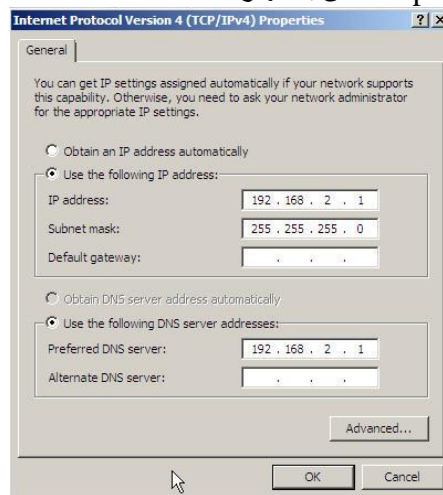 Internet Protocol Version 4 (TCP/IPv4) Properties
General
You can get IP settings assigned automatically if your network supports
this capability. Otherwise, you need to ask your network administrator
for the appropriate IP settings.
Obtain an IP address automatically
Use the following IP address:
IP address: 192 . 168 . 2 . 1
Subnet mask: 255 . 255 . 255 . 0
Default gateway: . . .
Obtain DNS server address automatically
Use the following DNS server addresses:
Preferred DNS server: 192 . 168 . 2 . 1
Alternate DNS server: . . .
Advanced...
OK Cancel